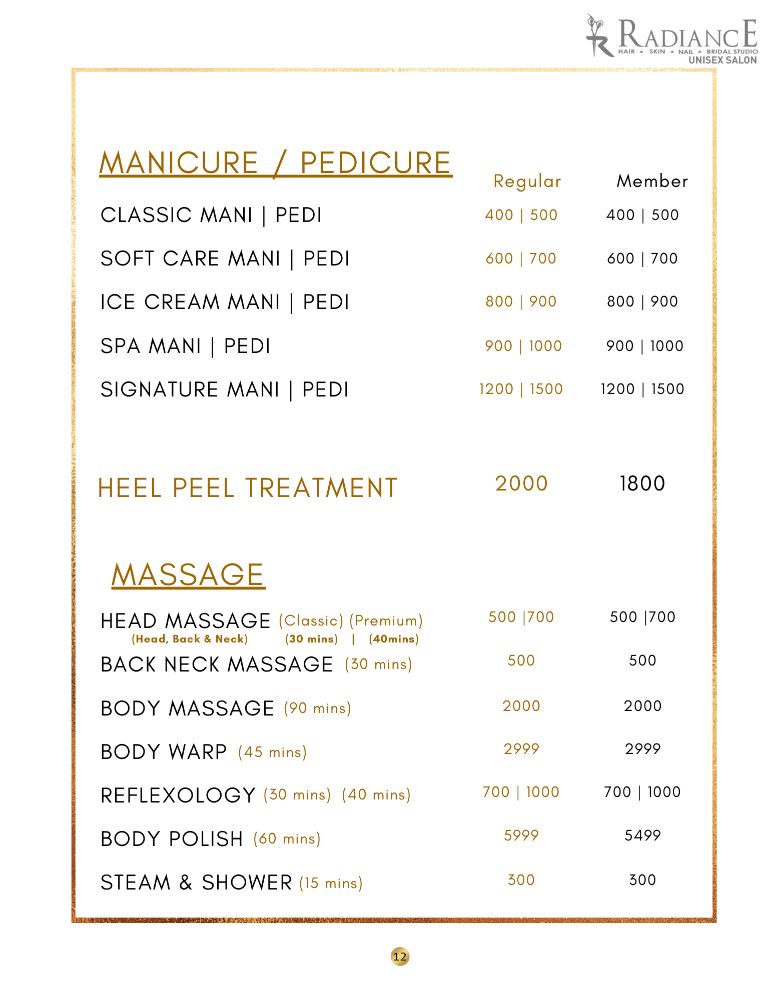 RADIANCE
HAIR • SKIN • NAIL • BRIDAL STUDIO
UNISEX SALON
MANICURE / PEDICURE
Regular Member
CLASSIC MANI | PEDI 400 | 500 400 | 500
SOFT CARE MANI | PEDI 600 | 700 600 | 700
ICE CREAM MANI | PEDI 800 | 900 800 | 900
SPA MANI | PEDI 900 | 1000 900 | 1000
SIGNATURE MANI | PEDI 1200 | 1500 1200 | 1500
HEEL PEEL TREATMENT 2000 1800
MASSAGE
HEAD MASSAGE (Classic) (Premium) 500 |700 500 |700
(Head, Back & Neck) (30 mins) | (40mins)
BACK NECK MASSAGE (30 mins) 500 500
BODY MASSAGE (90 mins) 2000 2000
BODY WARP (45 mins) 2999 2999
REFLEXOLOGY (30 mins) (40 mins) 700 | 1000 700 | 1000
BODY POLISH (60 mins) 5999 5499
STEAM & SHOWER (15 mins) 300 300
12